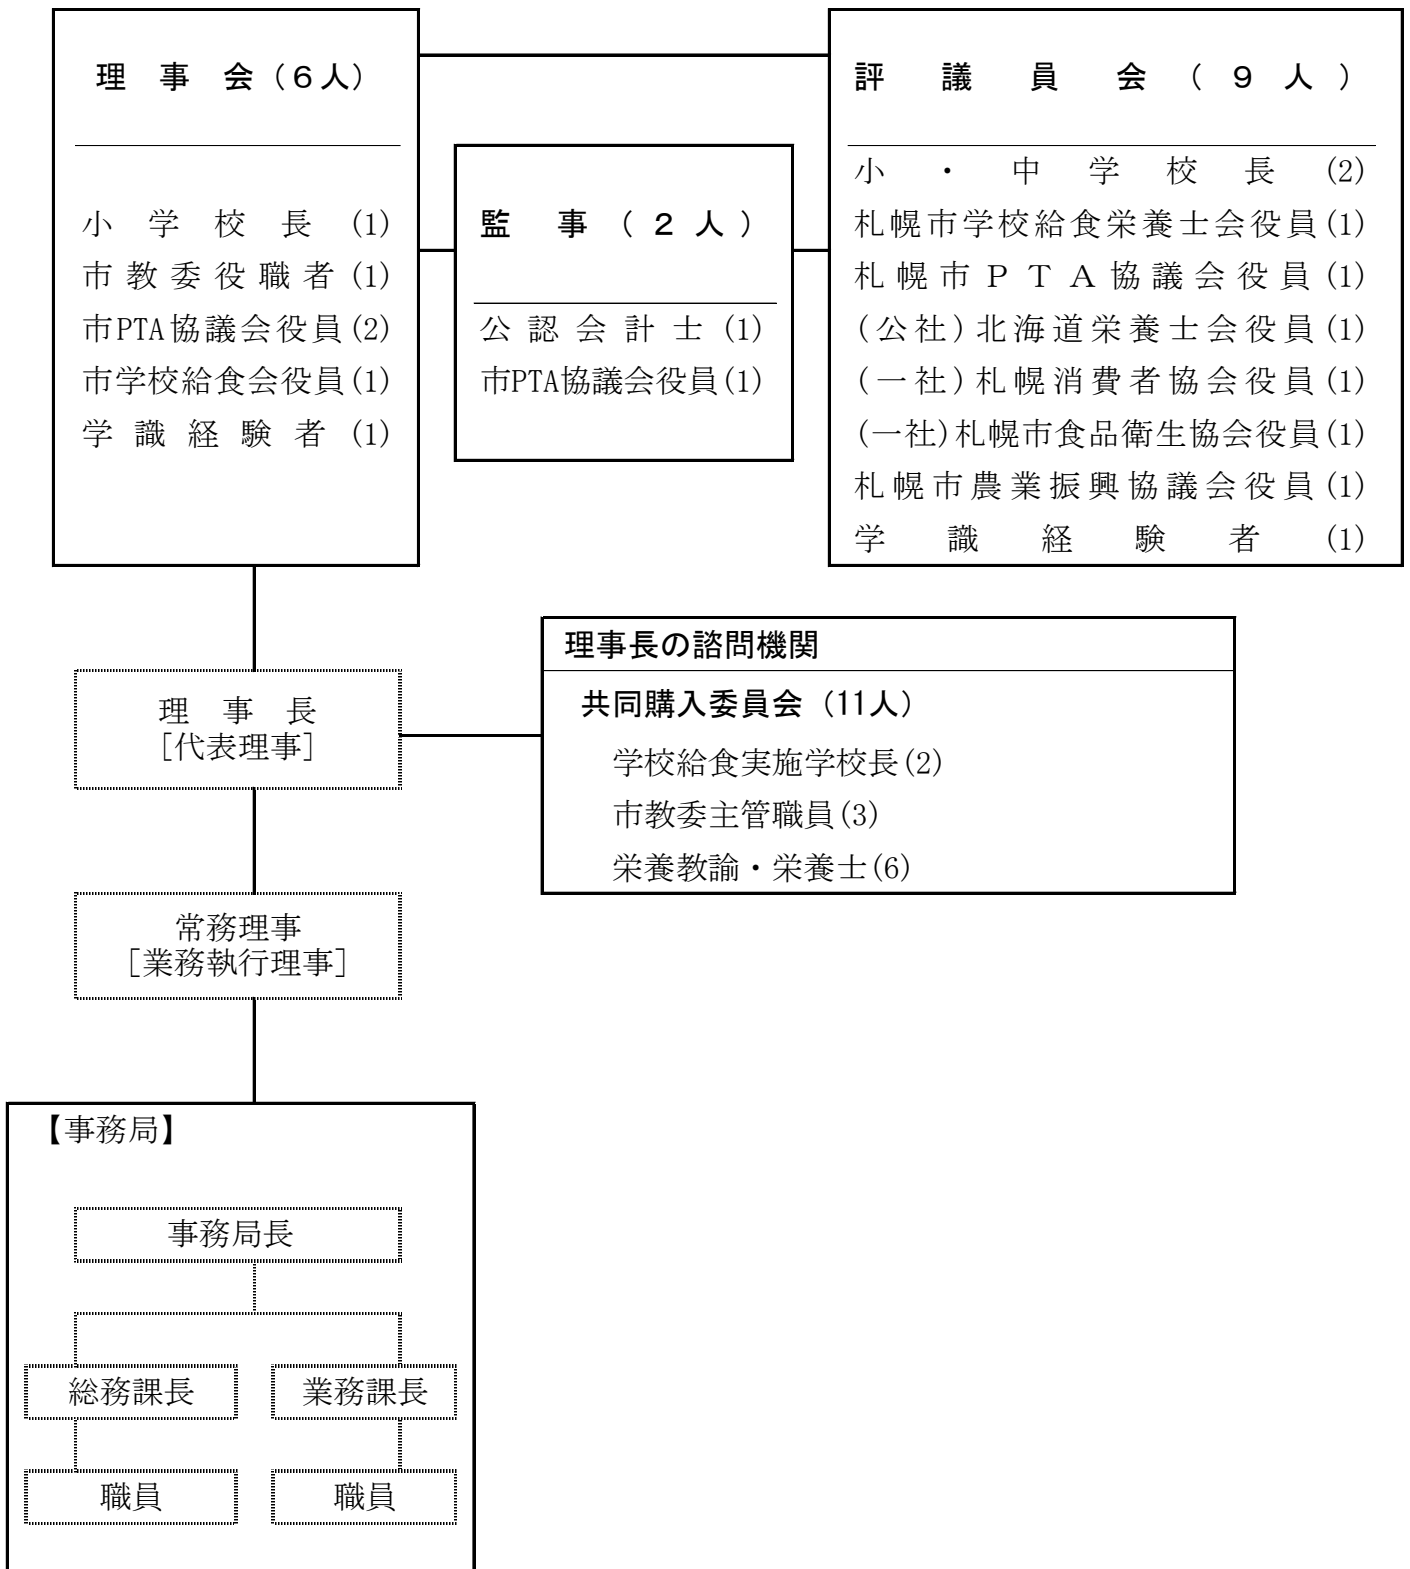 理事会(6人)
小学校長(1)
市教委役職者(1)
市PTA協議会役員(2)
市学校給食会役員(1)
学識経験者(1)
監事(2人)
公認会計士(1)
市PTA協議会役員(1)
評議員会(9人)
小・中学校長(2)
札幌市学校給食栄養士会役員(1)
札幌市PTA協議会役員(1)
(公社)北海道栄養士会役員(1)
(一社)札幌消費者協会役員(1)
(一社)札幌市食品衛生協会役員(1)
札幌市農業振興協議会役員(1)
学識経験者(1)
理事長
[代表理事]
理事長の諮問機関
共同購入委員会(11人)
学校給食実施学校長(2)
市教委主管職員(3)
栄養教諭・栄養士(6)
常務理事
[業務執行理事]
【事務局】
事務局長
総務課長 業務課長
職員 職員